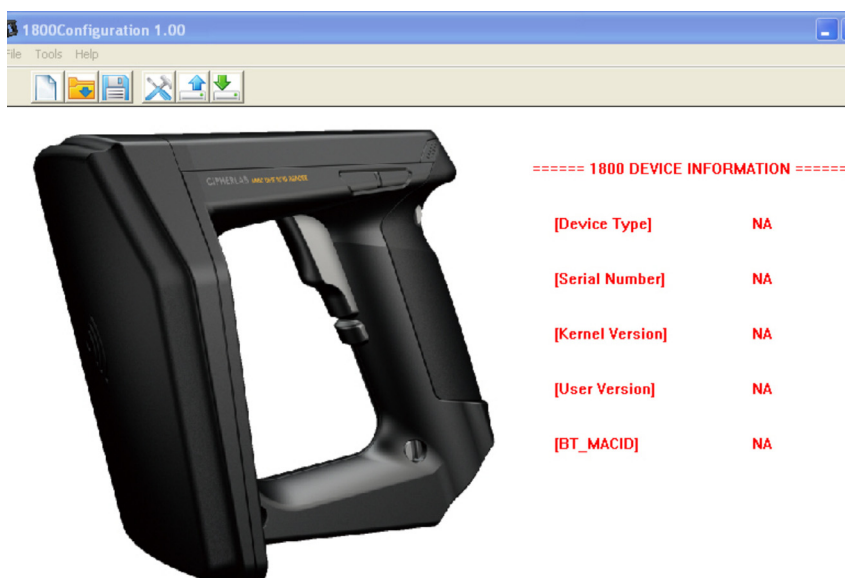 1800Configuration 1.00
File Tools Help
CIPHERLAB
====== 1800 DEVICE INFORMATION ======
[Device Type] NA
[Serial Number] NA
[Kernel Version] NA
[User Version] NA
[BT_MACID] NA